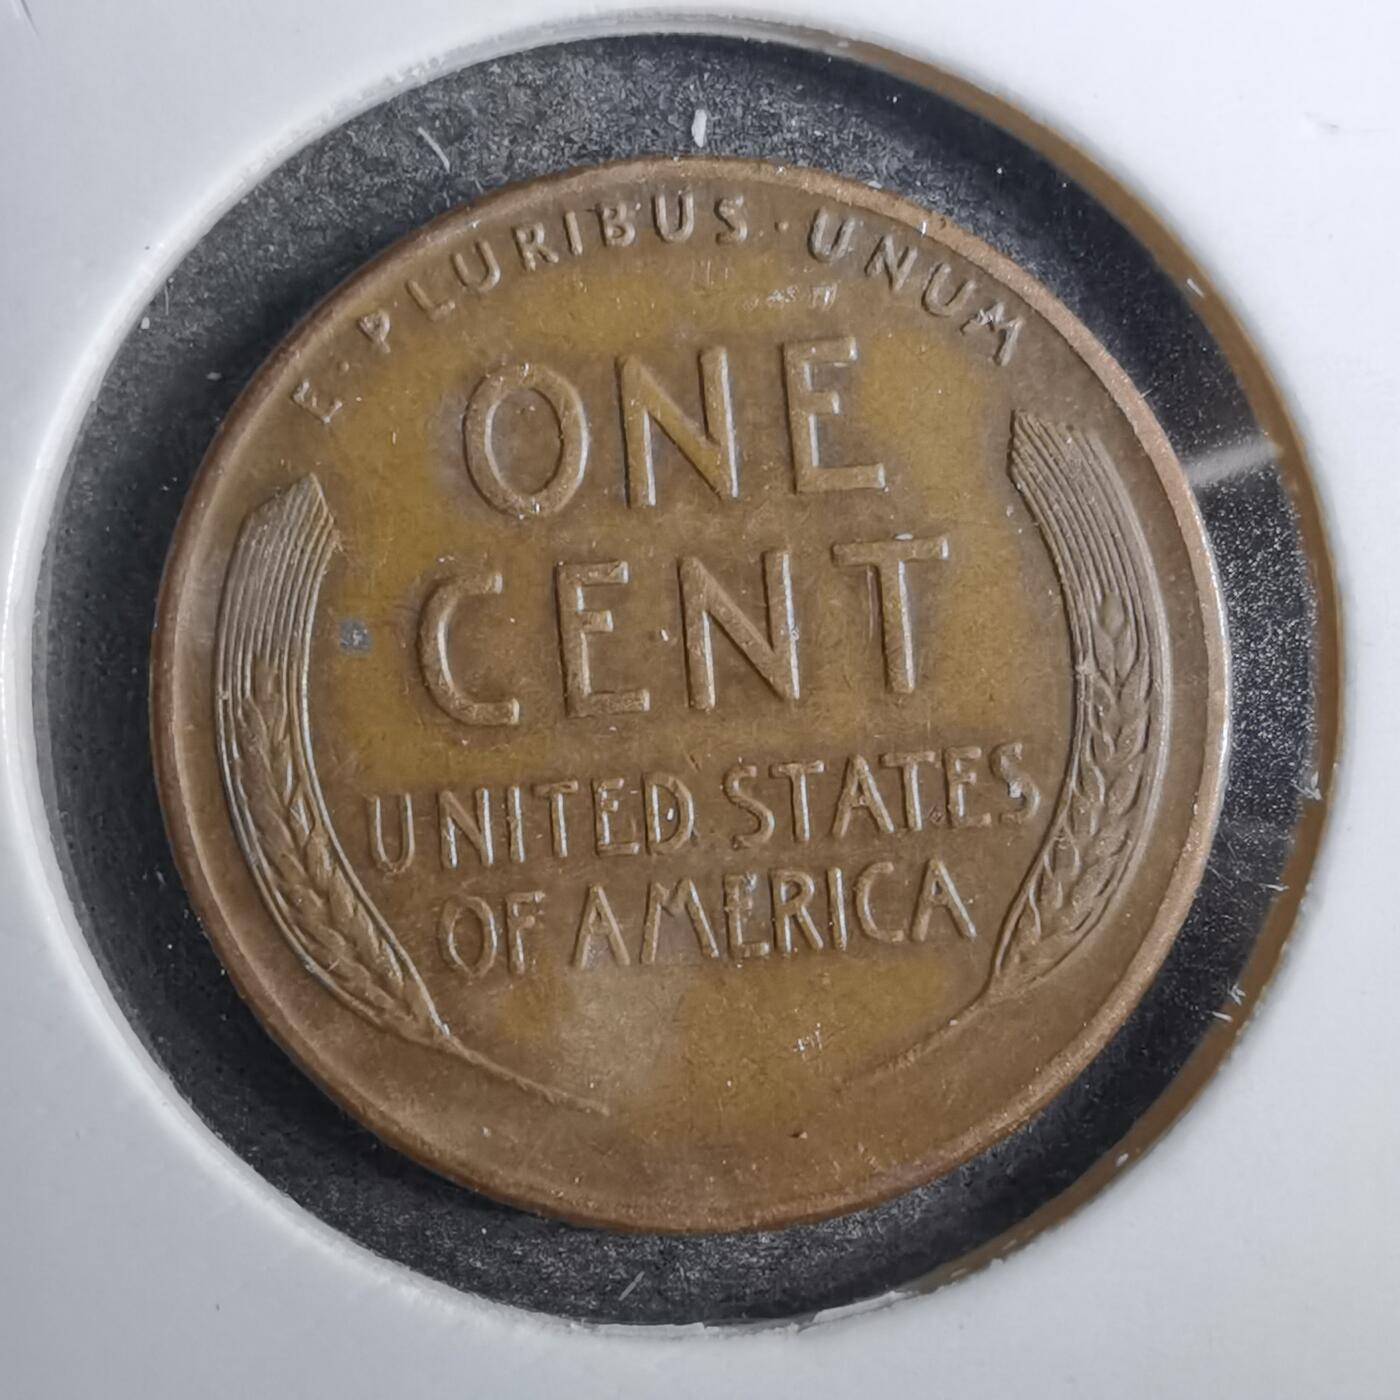 E·PLURIBUS·UNUM
ONE
CENT
UNITED STATES
OF AMERICA